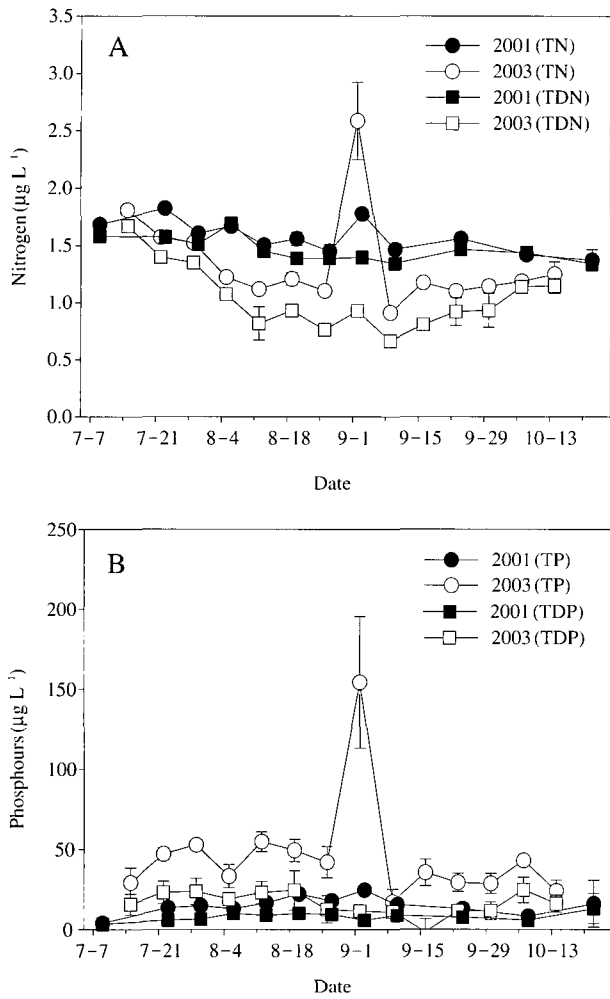 A
2001 (TN)
2003 (TN)
2001 (TDN)
2003 (TDN)
3.5
3.0
2.5
2.0
1.5
1.0
0.5
0.0
Nitrogen (µg L⁻¹)
7-7 7-21 8-4 8-18 9-1 9-15 9-29 10-13
Date
B
2001 (TP)
2003 (TP)
2001 (TDP)
2003 (TDP)
250
200
150
100
50
0
Phosphours (µg L⁻¹)
7-7 7-21 8-4 8-18 9-1 9-15 9-29 10-13
Date